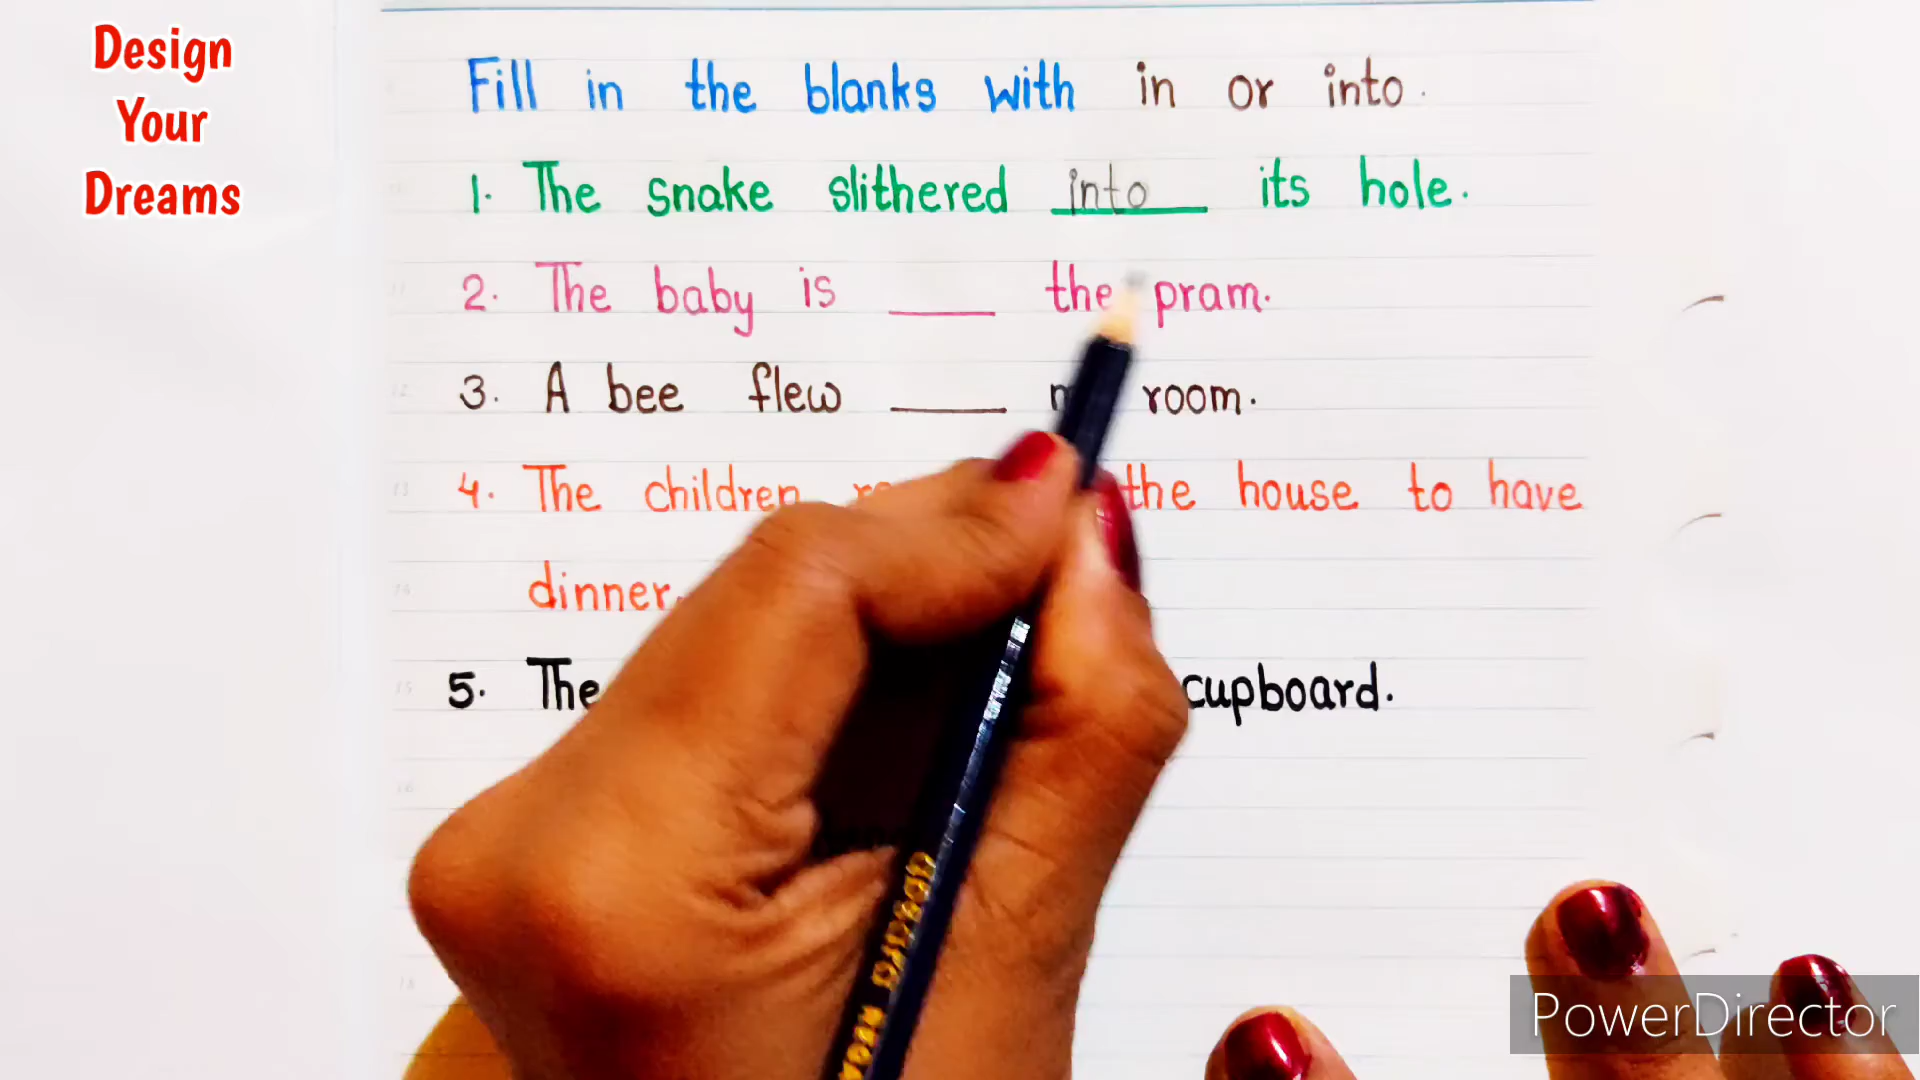 Design
Your
Dreams
Fill in the blanks with in or into.
1. The snake slithered into its hole.
2. The baby is ____ the pram.
3. A bee flew ____ room.
4. The children the house to have
dinner.
5. The cupboard.
PowerDirector